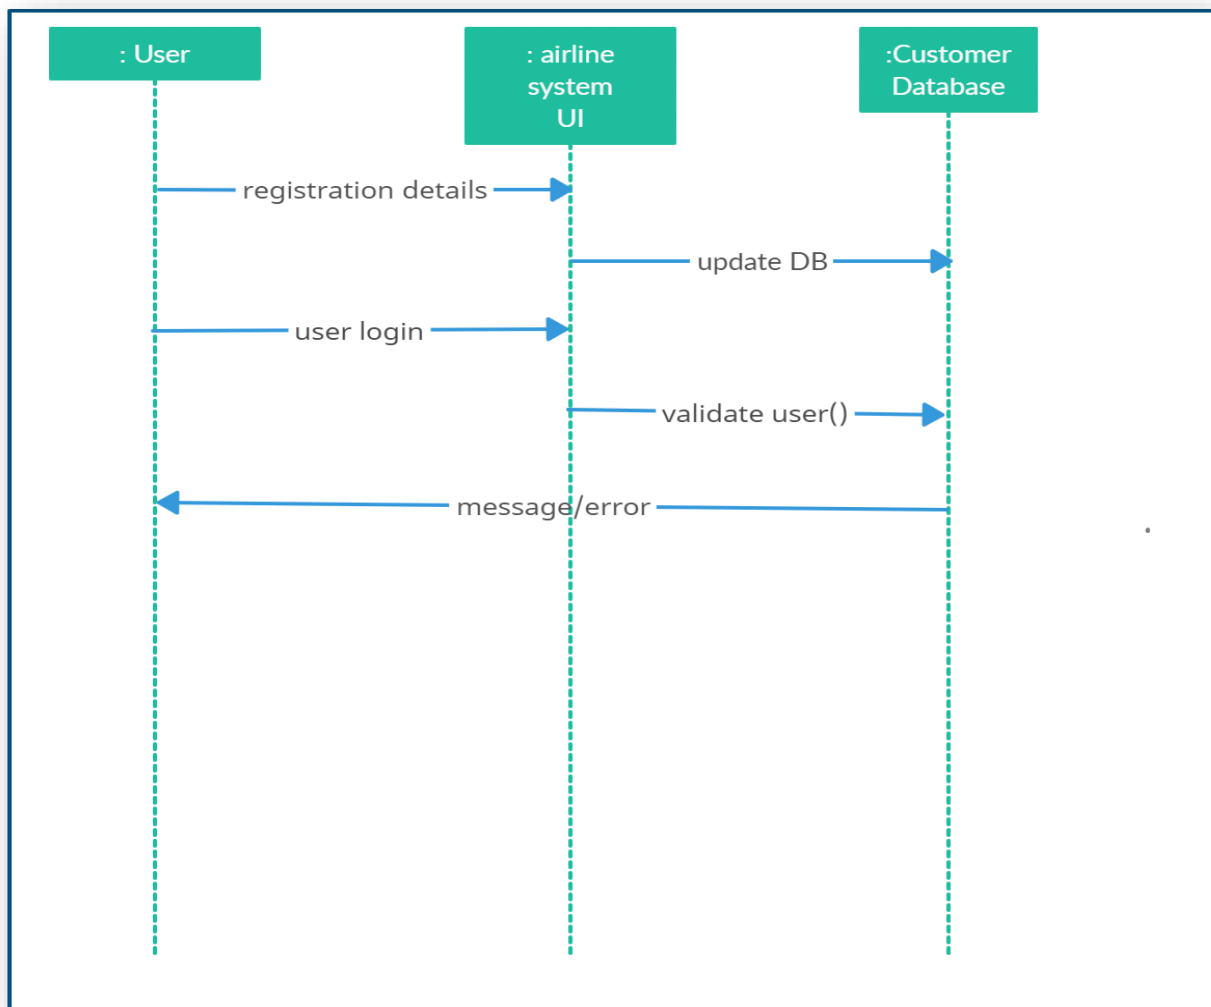 : User
: airline
system
UI
:Customer
Database
registration details
update DB
user login
validate user()
message/error